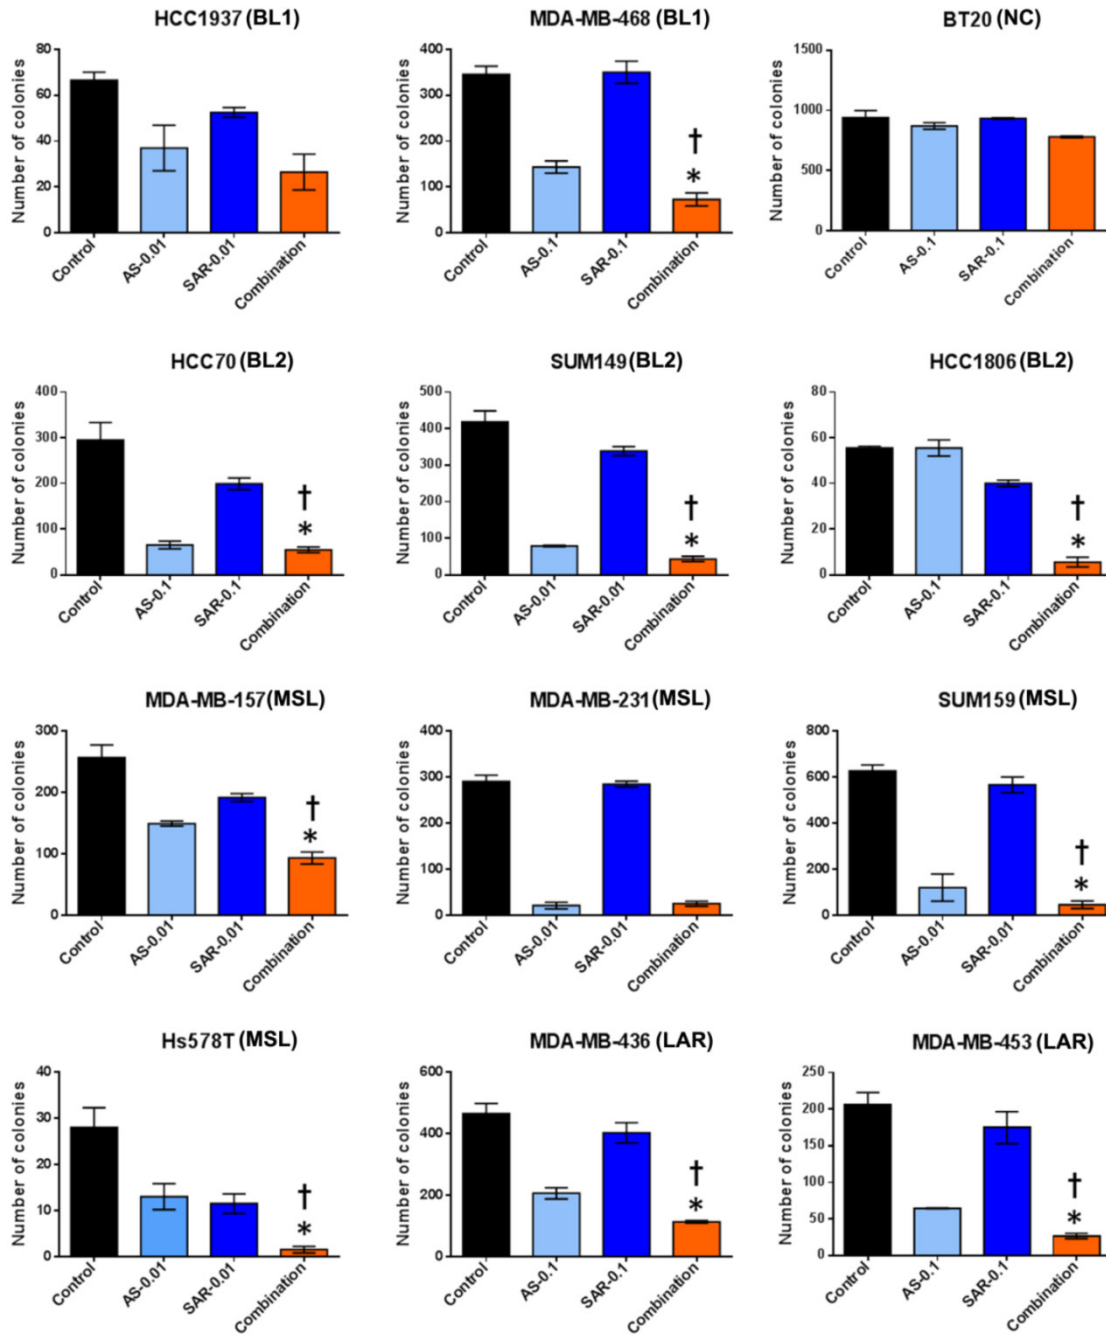 HCC1937 (BL1)
Number of colonies
80
60
40
20
0
Control
AS-0.01
SAR-0.01
Combination
MDA-MB-468 (BL1)
Number of colonies
400
300
200
100
0
†
*
Control
AS-0.1
SAR-0.1
Combination
BT20 (NC)
Number of colonies
1500
1000
500
0
Control
AS-0.1
SAR-0.1
Combination
HCC70 (BL2)
Number of colonies
400
300
200
100
0
†
*
Control
AS-0.1
SAR-0.1
Combination
SUM149 (BL2)
Number of colonies
500
400
300
200
100
0
†
*
Control
AS-0.01
SAR-0.01
Combination
HCC1806 (BL2)
Number of colonies
80
60
40
20
0
†
*
Control
AS-0.1
SAR-0.1
Combination
MDA-MB-157 (MSL)
Number of colonies
300
200
100
0
†
*
Control
AS-0.01
SAR-0.01
Combination
MDA-MB-231 (MSL)
Number of colonies
400
300
200
100
0
Control
AS-0.01
SAR-0.01
Combination
SUM159 (MSL)
Number of colonies
800
600
400
200
0
†
*
Control
AS-0.01
SAR-0.01
Combination
Hs578T (MSL)
Number of colonies
40
30
20
10
0
†
*
Control
AS-0.01
SAR-0.01
Combination
MDA-MB-436 (LAR)
Number of colonies
600
400
200
0
†
*
Control
AS-0.1
SAR-0.1
Combination
MDA-MB-453 (LAR)
Number of colonies
250
200
150
100
50
0
†
*
Control
AS-0.1
SAR-0.1
Combination